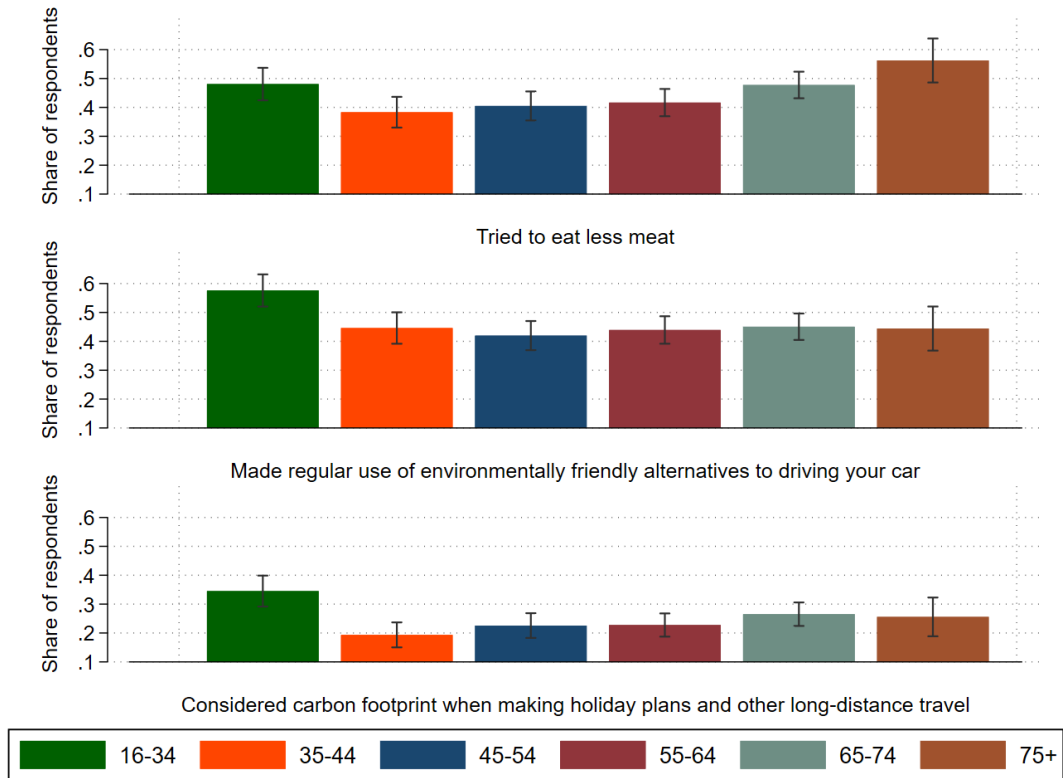 Share of respondents
.6
.5
.4
.3
.2
.1
Tried to eat less meat
Share of respondents
.6
.5
.4
.3
.2
.1
Made regular use of environmentally friendly alternatives to driving your car
Share of respondents
.6
.5
.4
.3
.2
.1
Considered carbon footprint when making holiday plans and other long-distance travel
16-34 35-44 45-54 55-64 65-74 75+